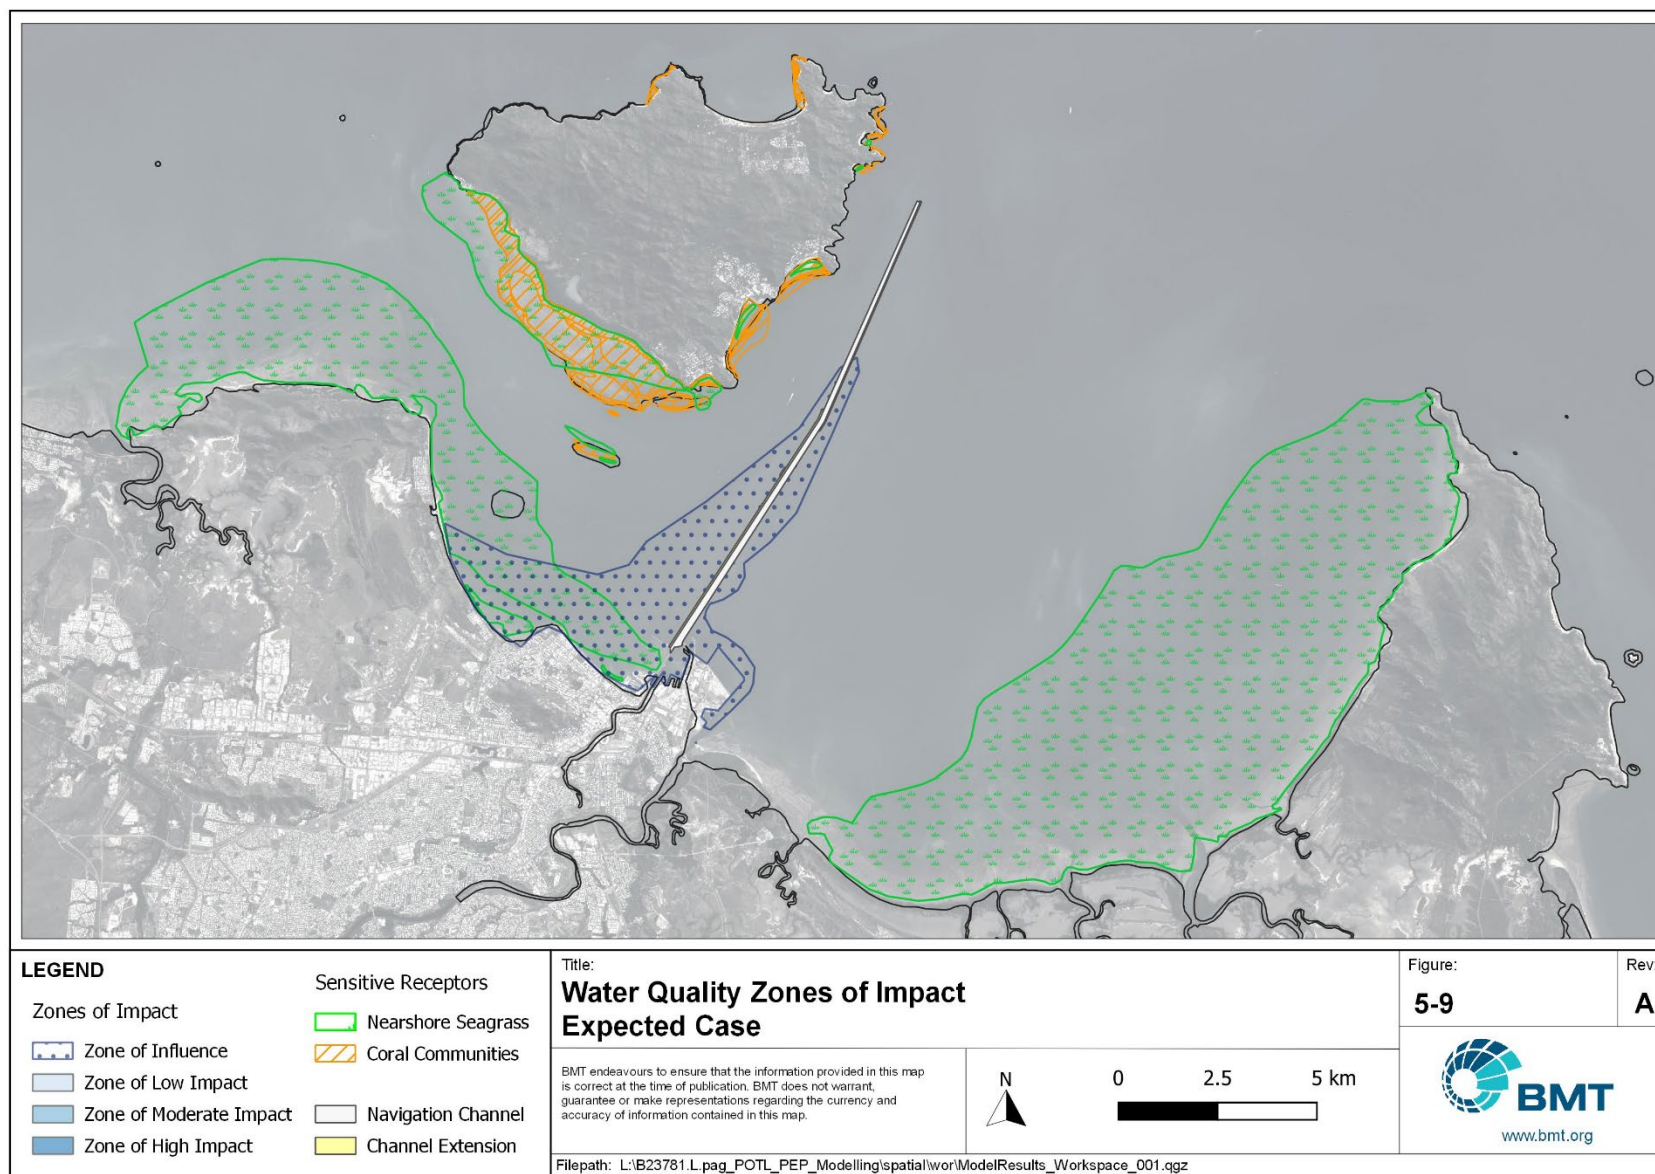 LEGEND
Zones of Impact
Zone of Influence
Zone of Low Impact
Zone of Moderate Impact
Zone of High Impact
Sensitive Receptors
Nearshore Seagrass
Coral Communities
Navigation Channel
Channel Extension
Title:
Water Quality Zones of Impact
Expected Case
BMT endeavours to ensure that the information provided in this map
is correct at the time of publication. BMT does not warrant,
guarantee or make representations regarding the currency and
accuracy of information contained in this map.
N
0 2.5 5 km
Filepath: L:\B23781.L.pag_POTL_PEP_Modelling\spatial\wor\ModelResults_Workspace_001.qgz
Figure:
5-9
Rev:
A
BMT
www.bmt.org